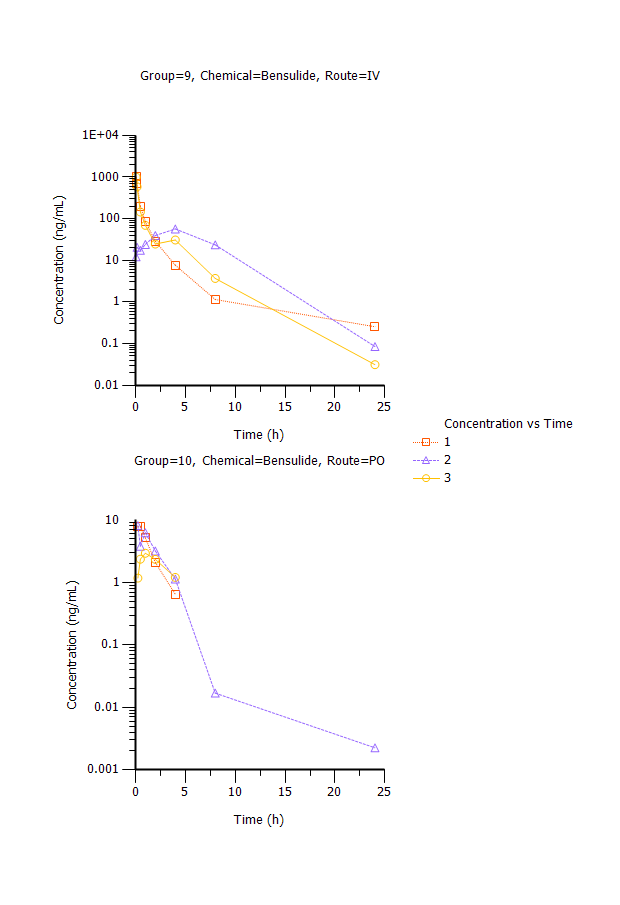 Group=9, Chemical=Bensulide, Route=IV
1E+04
1000
100
10
1
0.1
0.01
Concentration (ng/mL)
0 5 10 15 20 25
Time (h)
Concentration vs Time
1
2
3
Group=10, Chemical=Bensulide, Route=PO
10
1
0.1
0.01
0.001
Concentration (ng/mL)
0 5 10 15 20 25
Time (h)